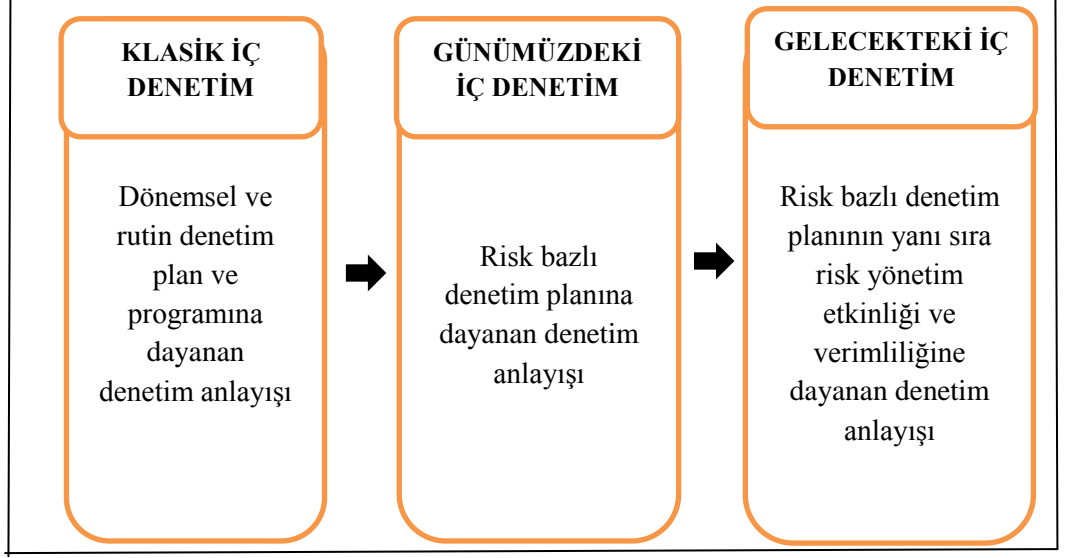 KLASİK İÇ
DENETİM
Dönemsel ve
rutin denetim
plan ve
programına
dayanan
denetim anlayışı
GÜNÜMÜZDEKİ
İÇ DENETİM
Risk bazlı
denetim planına
dayanan denetim
anlayışı
GELECEKTEKİ İÇ
DENETİM
Risk bazlı denetim
planının yanı sıra
risk yönetim
etkinliği ve
verimliliğine
dayanan denetim
anlayışı